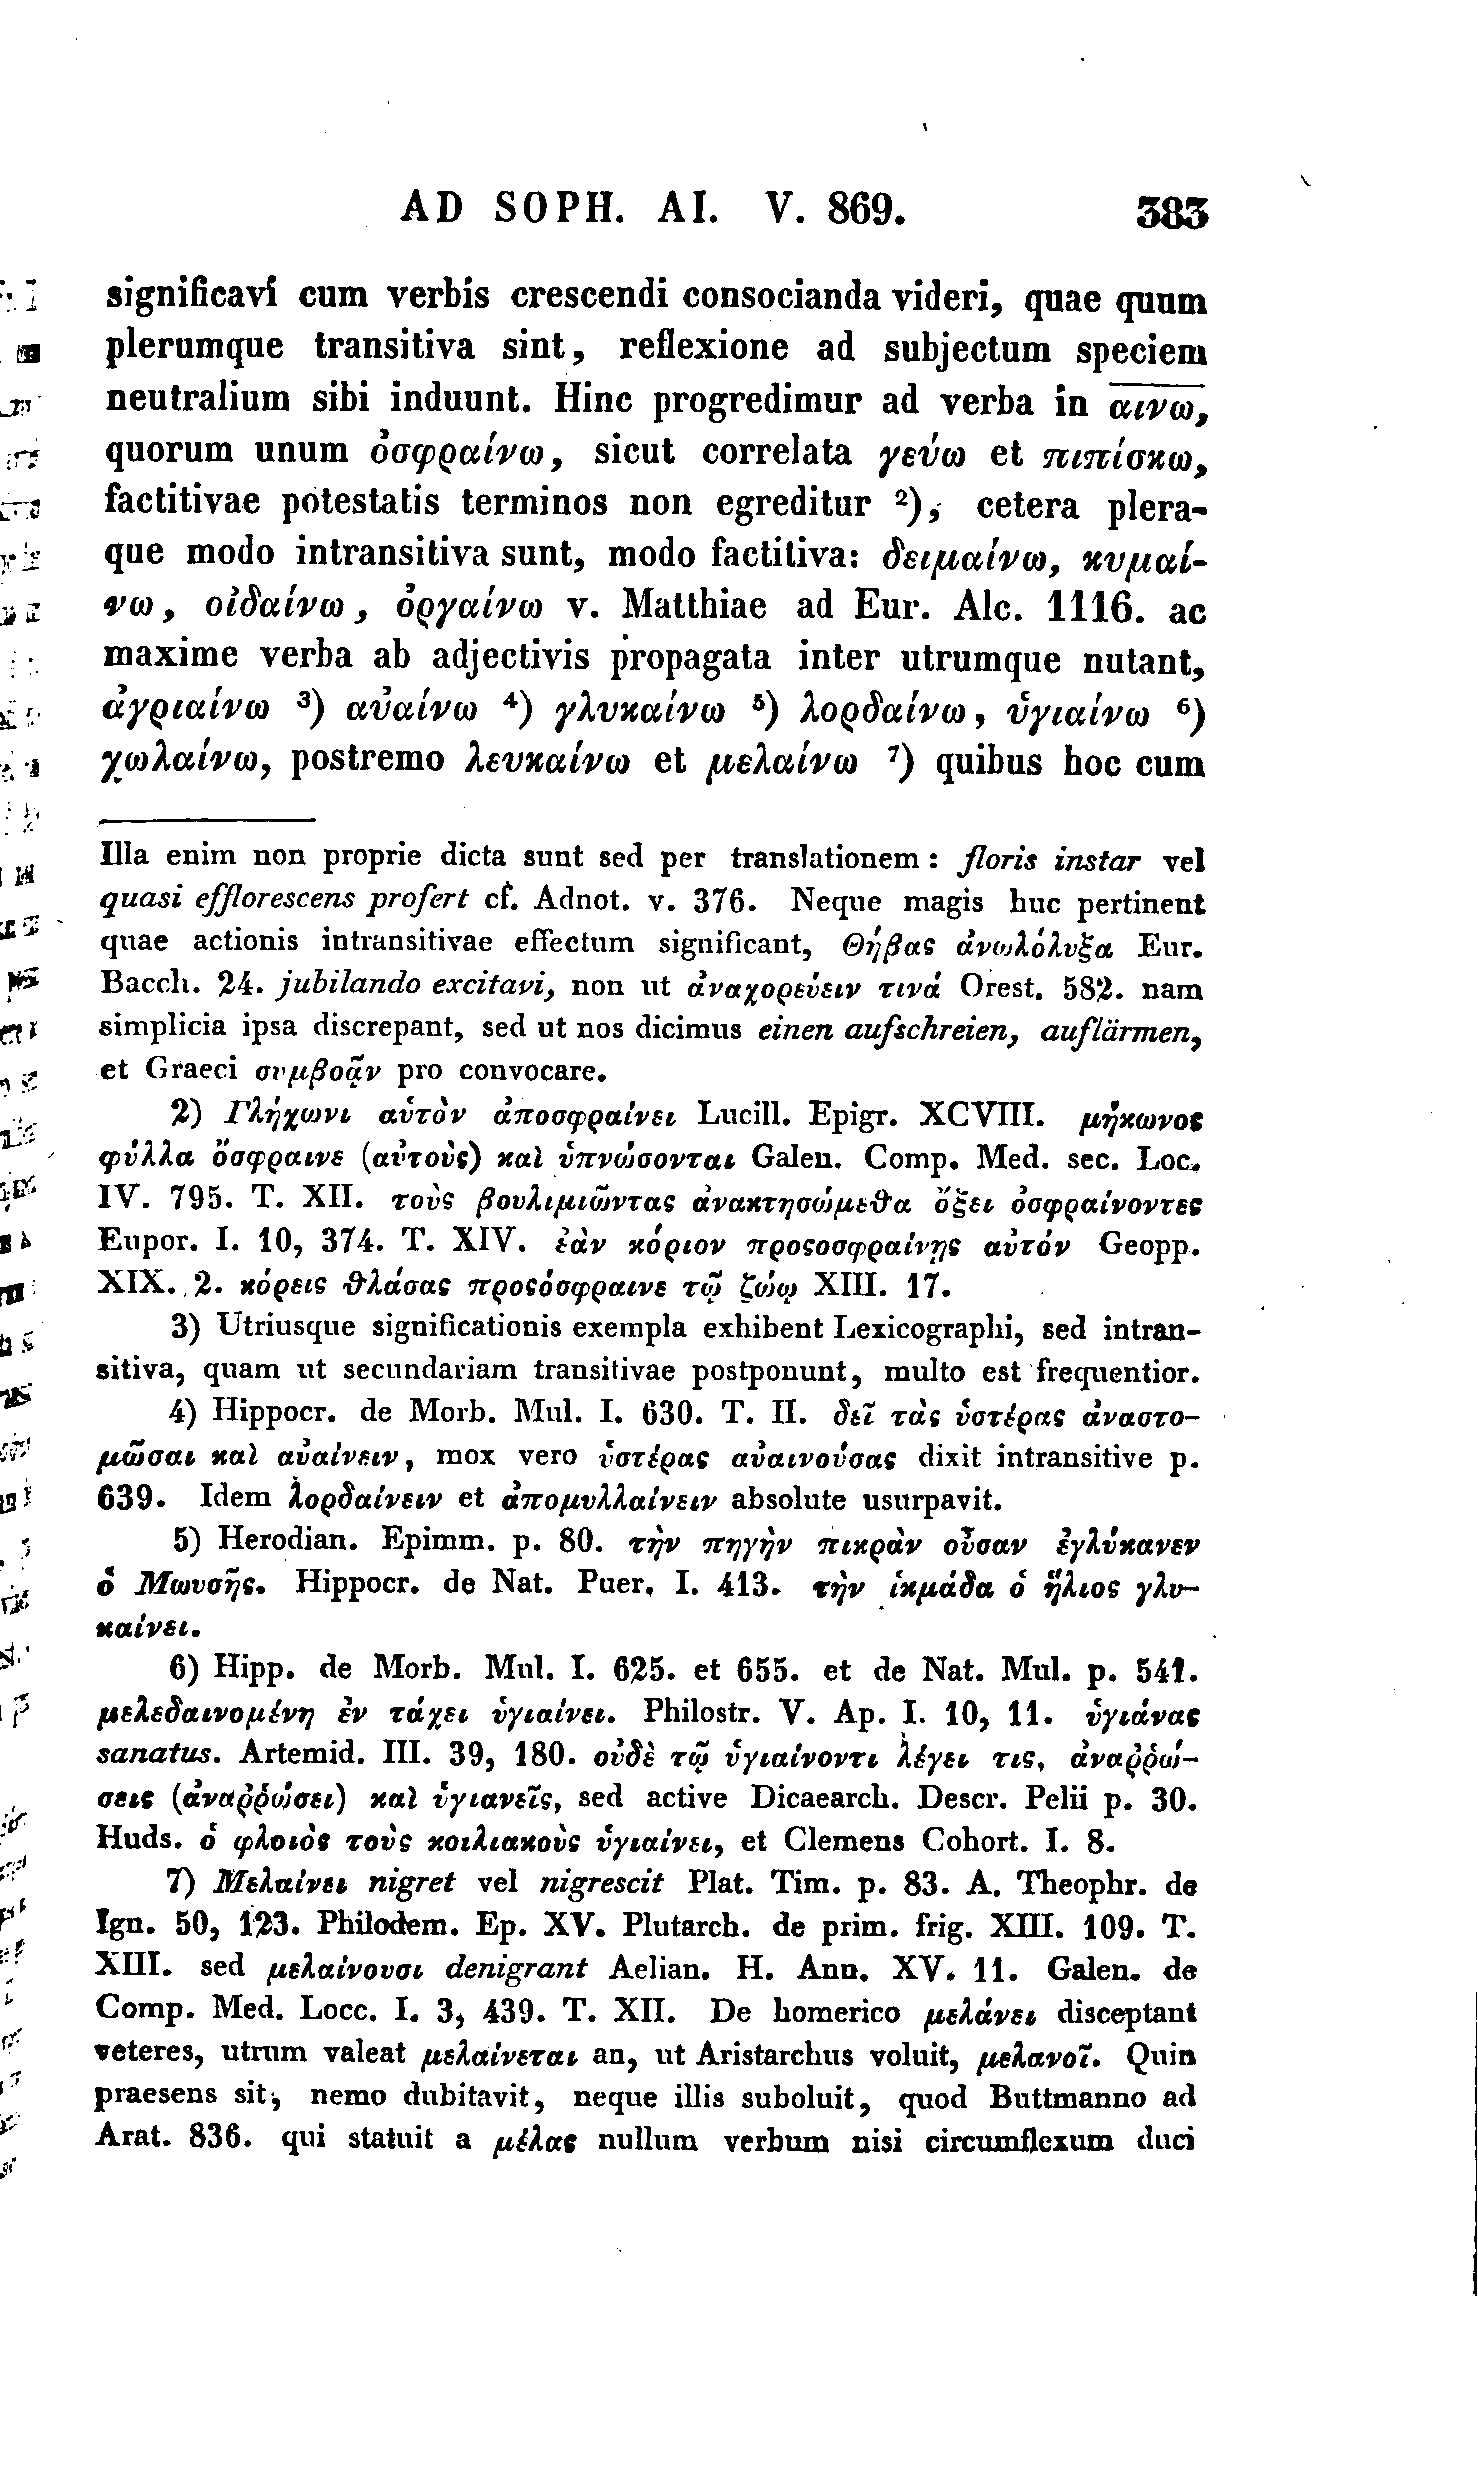 AD SOPH. AI. V. 869. 383
significavi cum verbis crescendi consocianda videri, quae quum
plerumque transitiva sint, reflexione ad subjectum speciem
neutralium sibi induunt. Hinc progredimur ad verba in αινω,
quorum unum ὀσφραίνω, sicut correlata γεύω et πιπίσκω,
factitivae potestatis terminos non egreditur ²), cetera plera-
que modo intransitiva sunt, modo factitiva: δειμαίνω, κυμαί-
νω, οἰδαίνω, ὀργαίνω v. Matthiae ad Eur. Alc. 1116. ac
maxime verba ab adjectivis propagata inter utrumque nutant,
ἀγριαίνω ³) αὐαίνω ⁴) γλυκαίνω ⁵) λορδαίνω, ὑγιαίνω ⁶)
χωλαίνω, postremo λευκαίνω et μελαίνω ⁷) quibus hoc cum
Illa enim non proprie dicta sunt sed per translationem: floris instar vel
quasi efflorescens profert cf. Adnot. v. 376. Neque magis huc pertinent
quae actionis intransitivae effectum significant, Θήβας ἀνωλόλυξα Eur.
Bacch. 24. jubilando excitavi, non ut ἀναχορεύειν τινά Orest. 582. nam
simplicia ipsa discrepant, sed ut nos dicimus einen aufschreien, auflärmen,
et Graeci συμβοᾷν pro convocare.
2) Γλήχωνι αὐτὸν ἀποσφραίνει Lucill. Epigr. XCVIII. μήκωνος
φύλλα ὄσφραινε (αὐτοὺς) καὶ ὑπνώσονται Galen. Comp. Med. sec. Loc.
IV. 795. T. XII. τοὺς βουλιμιῶντας ἀνακτησώμεθα ὄξει ὀσφραίνοντες
Eupor. I. 10, 374. T. XIV. ἐὰν κόριον προςοσφραίνῃς αὐτόν Geopp.
XIX. 2. κόρεις θλάσας προςόσφραινε τῷ ζώῳ XIII. 17.
3) Utriusque significationis exempla exhibent Lexicographi, sed intran-
sitiva, quam ut secundariam transitivae postponunt, multo est frequentior.
4) Hippocr. de Morb. Mul. I. 630. T. II. δεῖ τὰς ὑστέρας ἀναστο-
μῶσαι καὶ αὐαίνειν, mox vero ὑστέρας αὐαινούσας dixit intransitive p.
639. Idem λορδαίνειν et ἀπομυλλαίνειν absolute usurpavit.
5) Herodian. Epimm. p. 80. τὴν πηγὴν πικρὰν οὖσαν ἐγλύκανεν
ὁ Μωυσῆς. Hippocr. de Nat. Puer. I. 413. τὴν ἰκμάδα ὁ ἥλιος γλυ-
καίνει.
6) Hipp. de Morb. Mul. I. 625. et 655. et de Nat. Mul. p. 541.
μελεδαινομένη ἐν τάχει ὑγιαίνει. Philostr. V. Ap. I. 10, 11. ὑγιάνας
sanatus. Artemid. III. 39, 180. οὐδὲ τῷ ὑγιαίνοντι λέγει τις, ἀναῤῥώ-
σεις (ἀναῤῥώσει) καὶ ὑγιανεῖς, sed active Dicaearch. Descr. Pelii p. 30.
Huds. ὁ φλοιὸς τοὺς κοιλιακοὺς ὑγιαίνει, et Clemens Cohort. I. 8.
7) Μελαίνει nigret vel nigrescit Plat. Tim. p. 83. A. Theophr. de
Ign. 50, 123. Philodem. Ep. XV. Plutarch. de prim. frig. XIII. 109. T.
XIII. sed μελαίνουσι denigrant Aelian. H. Ann. XV. 11. Galen. de
Comp. Med. Locc. I. 3, 439. T. XII. De homerico μελάνει disceptant
veteres, utrum valeat μελαίνεται an, ut Aristarchus voluit, μελανοῖ. Quin
praesens sit, nemo dubitavit, neque illis suboluit, quod Buttmanno ad
Arat. 836. qui statuit a μέλας nullum verbum nisi circumflexum duci